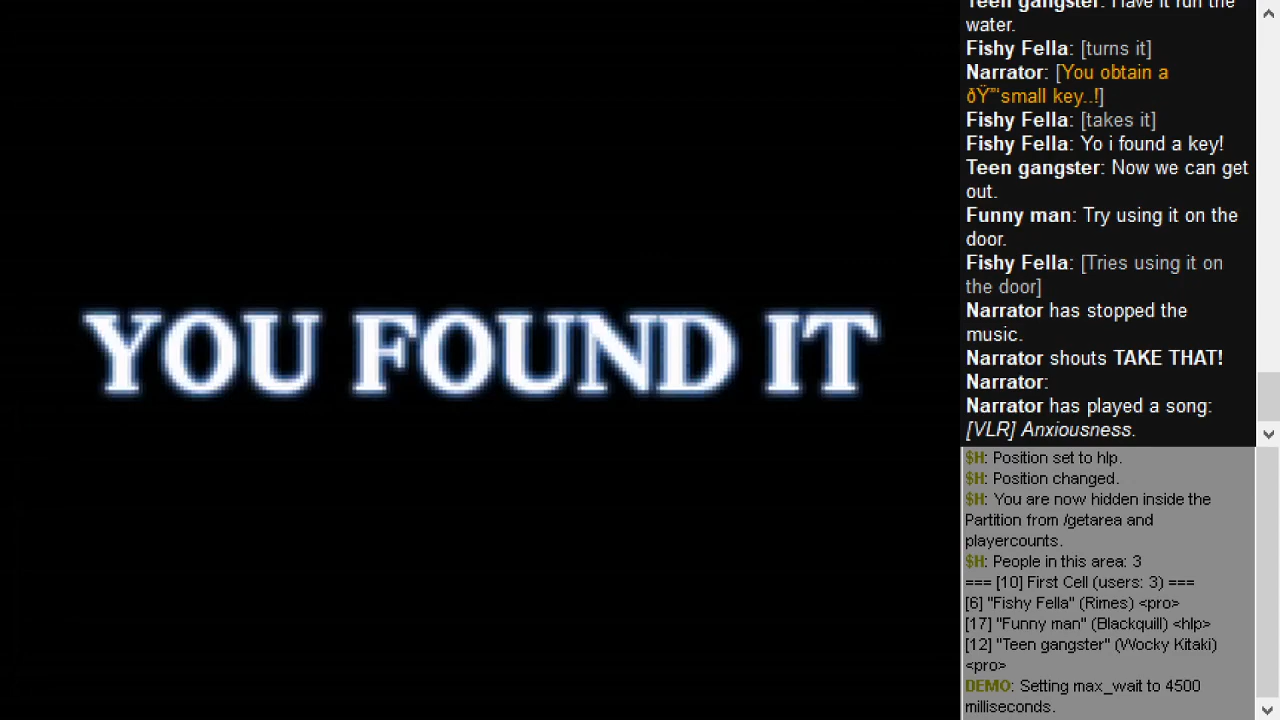 YOU FOUND IT
Teen gangster: Have it run the
water.
Fishy Fella: [turns it]
Narrator: [You obtain a
ðŸ”‘small key..!]
Fishy Fella: [takes it]
Fishy Fella: Yo i found a key!
Teen gangster: Now we can get
out.
Funny man: Try using it on the
door.
Fishy Fella: [Tries using it on
the door]
Narrator has stopped the
music.
Narrator shouts TAKE THAT!
Narrator:
Narrator has played a song:
[VLR] Anxiousness.
$H: Position set to hlp.
$H: Position changed.
$H: You are now hidden inside the
Partition from /getarea and
playercounts.
$H: People in this area: 3
=== [10] First Cell (users: 3) ===
[6] "Fishy Fella" (Rimes) <pro>
[17] "Funny man" (Blackquill) <hlp>
[12] "Teen gangster" (Wocky Kitaki)
<pro>
DEMO: Setting max_wait to 4500
milliseconds.